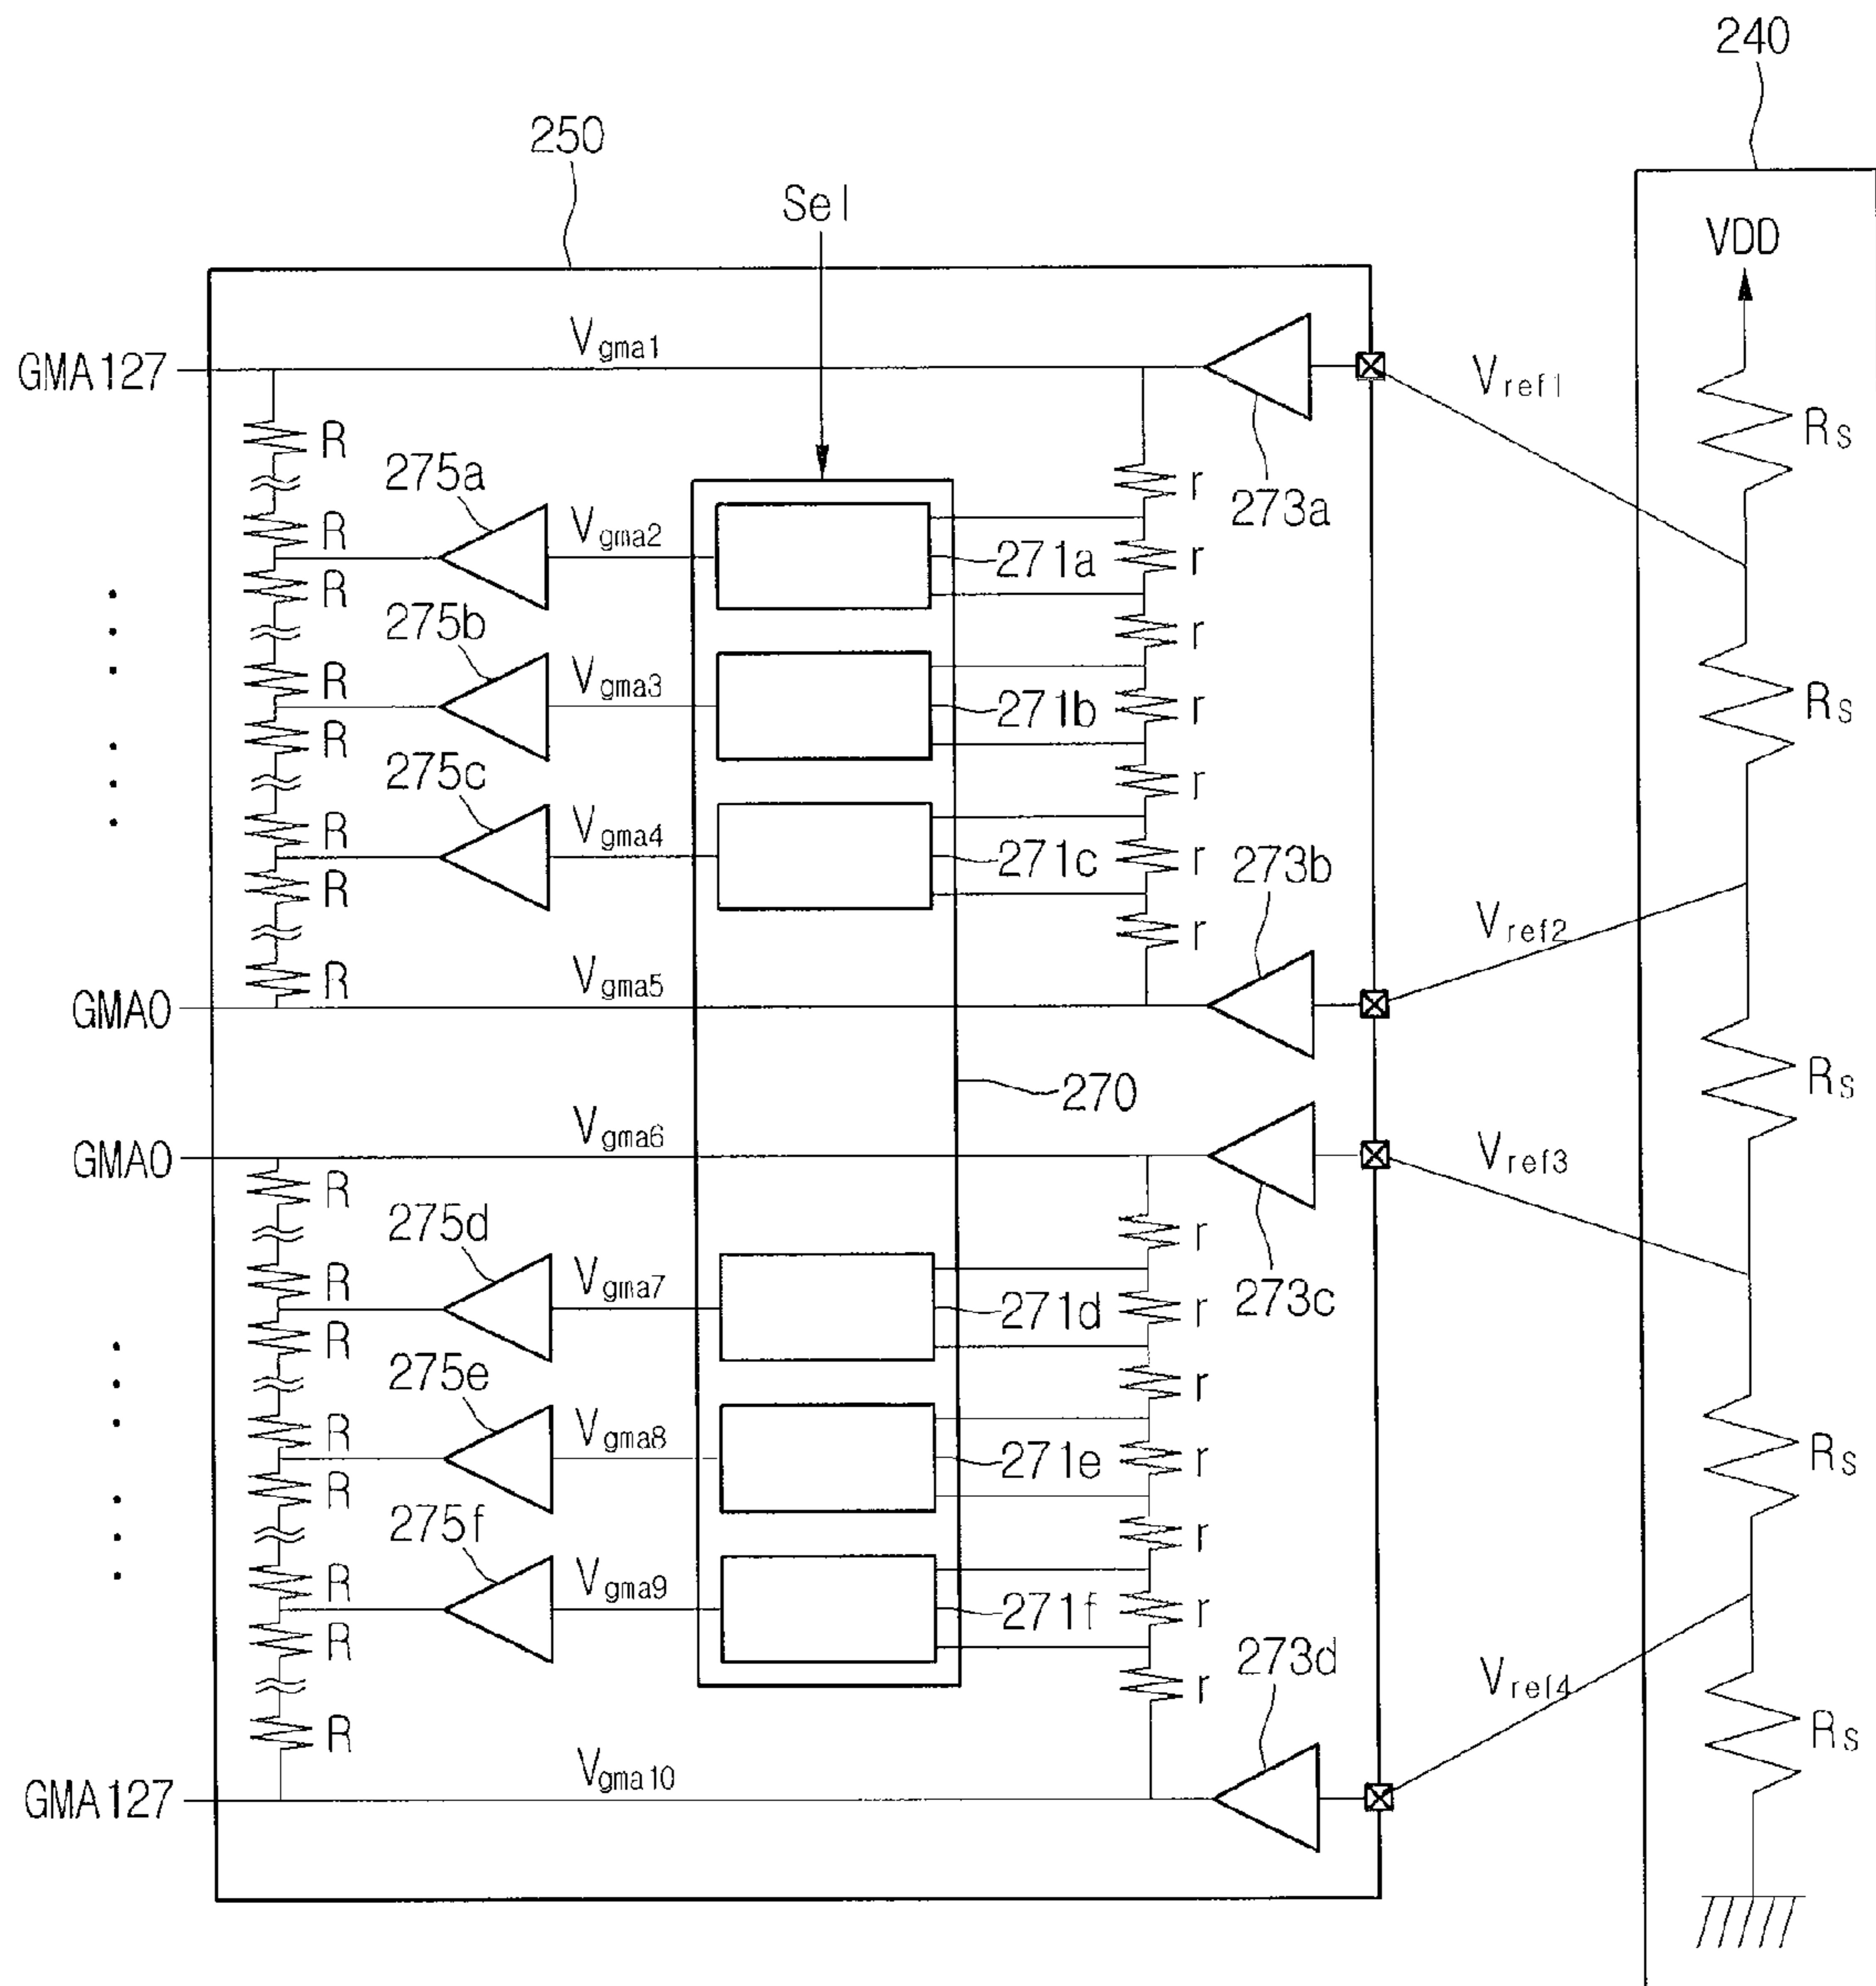 240
250
Sel
VDD
GMA127
Vgma1
Vref1
Rs
R
275a
r
273a
R
Vgma2
271a
r
R
275b
r
R
Vgma3
271b
r
Rs
R
275c
r
R
Vgma4
271c
r
273b
R
r
Vref2
R
Vgma5
GMA0
270
Rs
GMA0
Vgma6
Vref3
R
275d
r
R
Vgma7
271d
r
273c
R
275e
r
R
Vgma8
271e
r
Rs
R
275f
r
R
Vgma9
271f
r
R
273d
r
Vref4
R
Rs
GMA127
Vgma10